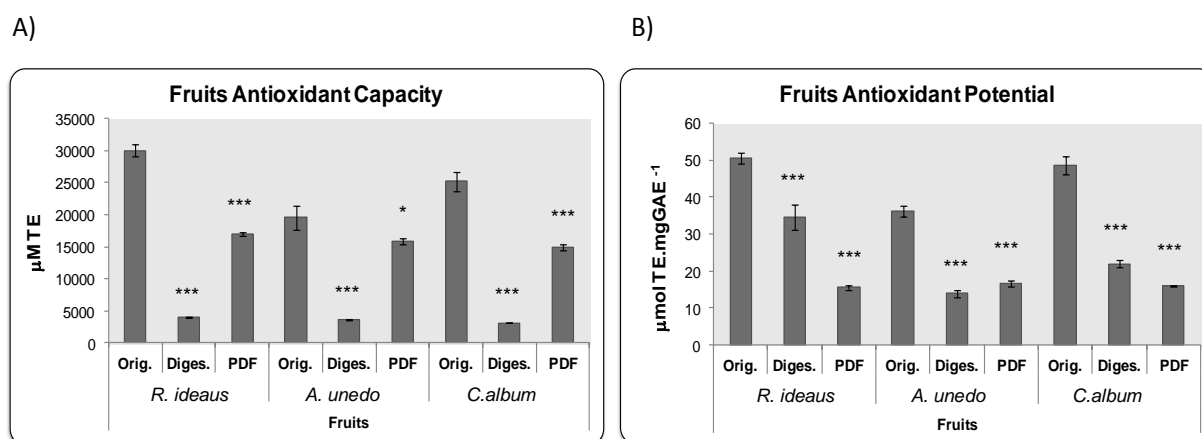 A)
Fruits Antioxidant Capacity
35000
30000
25000
20000
15000
10000
5000
0
µM TE
***
***
***
*
***
***
Orig. Diges. PDF Orig. Diges. PDF Orig. Diges. PDF
R. ideaus A. unedo C.album
Fruits
B)
Fruits Antioxidant Potential
60
50
40
30
20
10
0
µmol TE.mgGAE -1
***
***
***
***
***
***
Orig. Diges. PDF Orig. Diges. PDF Orig. Diges. PDF
R. ideaus A. unedo C.album
Fruits